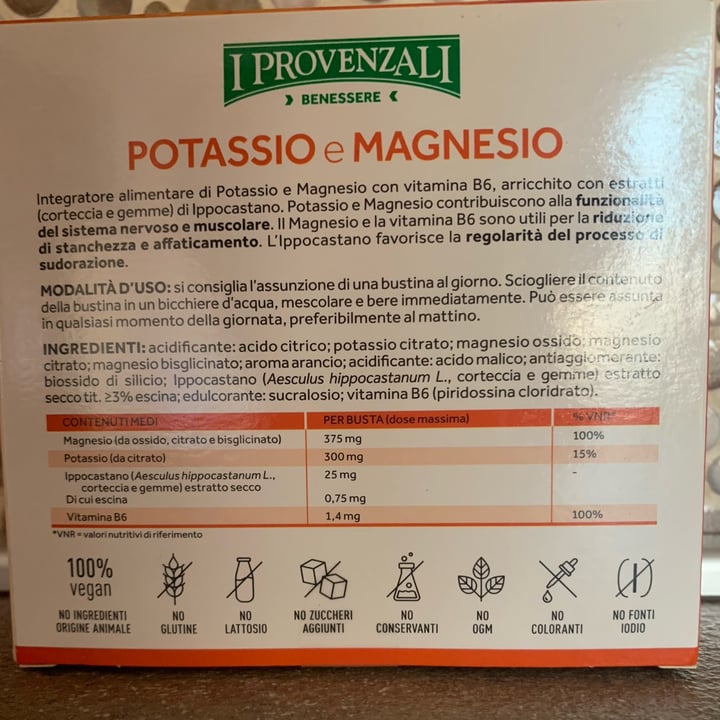 I PROVENZALI
BENESSERE
POTASSIO e MAGNESIO
Integratore alimentare di Potassio e Magnesio con vitamina B6, arricchito con estratti
(corteccia e gemme) di Ippocastano. Potassio e Magnesio contribuiscono alla funzionalità
del sistema nervoso e muscolare. Il Magnesio e la vitamina B6 sono utili per la riduzione
di stanchezza e affaticamento. L'Ippocastano favorisce la regolarità del processo di
sudorazione.
MODALITÀ D'USO: si consiglia l'assunzione di una bustina al giorno. Sciogliere il contenuto
della bustina in un bicchiere d'acqua, mescolare e bere immediatamente. Può essere assunta
in qualsiasi momento della giornata, preferibilmente al mattino.
INGREDIENTI: acidificante: acido citrico; potassio citrato; magnesio ossido; magnesio
citrato; magnesio bisglicinato; aroma arancio; acidificante: acido malico; antiagglomerante:
biossido di silicio; Ippocastano (Aesculus hippocastanum L., corteccia e gemme) estratto
secco tit. ≥3% escina; edulcorante: sucralosio; vitamina B6 (piridossina cloridrato).
CONTENUTI MEDI PER BUSTA (dose massima) % VNR*
Magnesio (da ossido, citrato e bisglicinato) 375 mg 100%
Potassio (da citrato) 300 mg 15%
Ippocastano (Aesculus hippocastanum L., 25 mg -
corteccia e gemme) estratto secco
Di cui escina 0,75 mg
Vitamina B6 1,4 mg 100%
*VNR = valori nutritivi di riferimento
100%
vegan
NO INGREDIENTI
ORIGINE ANIMALE
NO
GLUTINE
NO
LATTOSIO
NO ZUCCHERI
AGGIUNTI
NO
CONSERVANTI
NO
OGM
NO
COLORANTI
NO FONTI
IODIO